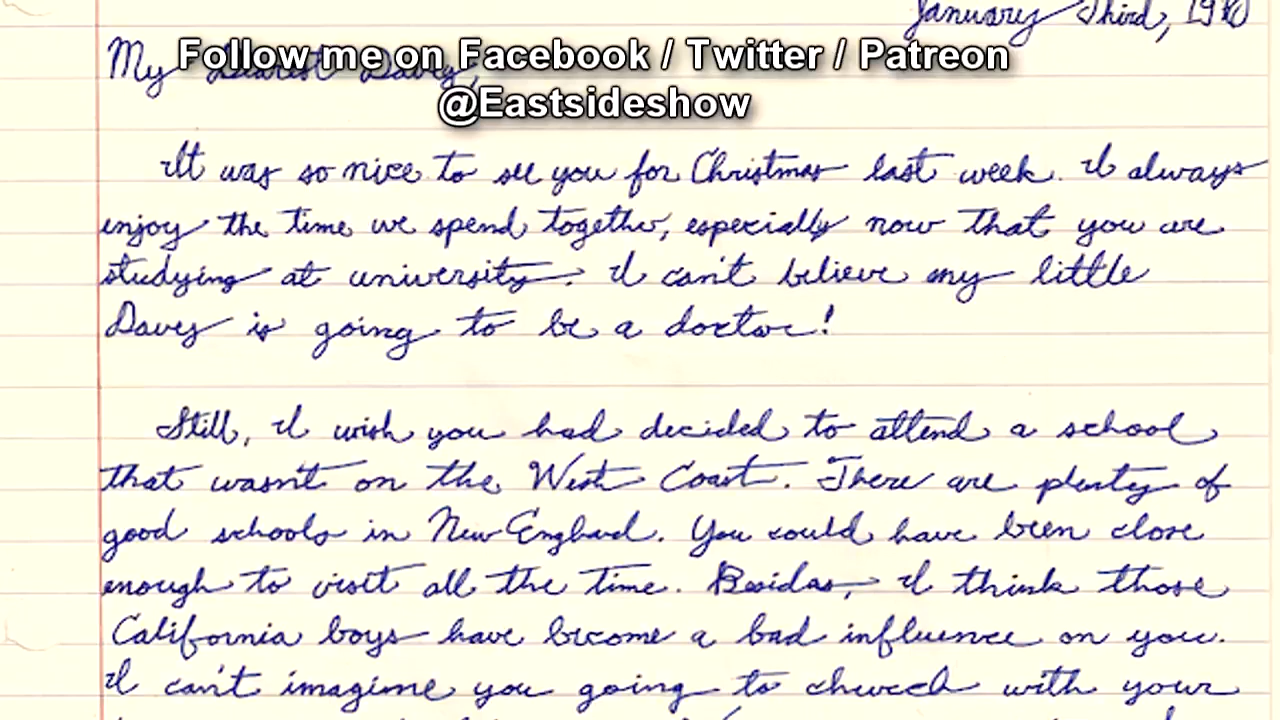 January Third, 1980
My Dearest Davey,
Follow me on Facebook / Twitter / Patreon
@Eastsideshow
It was so nice to see you for Christmas last week. I always
enjoy the time we spend together, especially now that you are
studying at university. I can't believe my little
Davey is going to be a doctor!
Still, I wish you had decided to attend a school
that wasn't on the West Coast. There are plenty of
good schools in New England. You could have been close
enough to visit all the time. Besides, I think those
California boys have become a bad influence on you.
I can't imagine you going to church with your